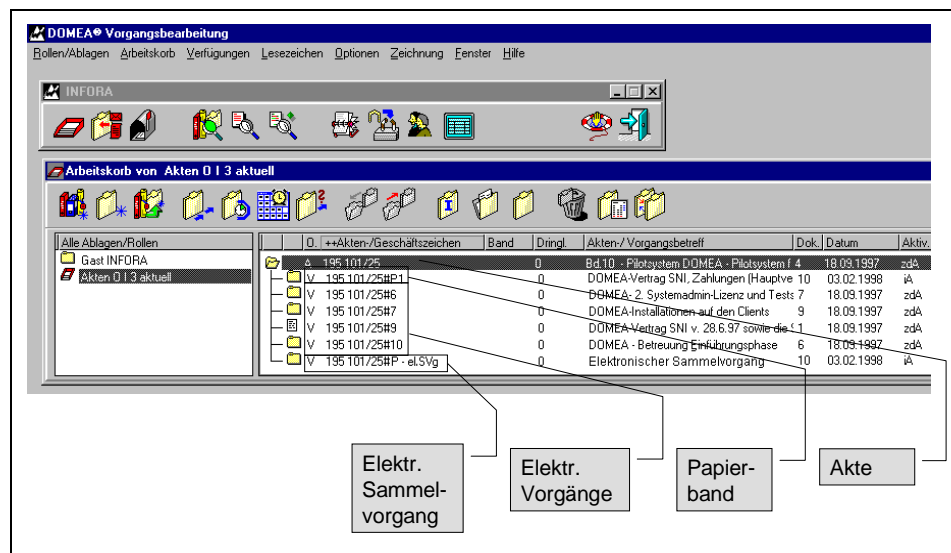 DOMEA® Vorgangsbearbeitung
Rollen/Ablagen Arbeitskorb Verfügungen Lesezeichen Optionen Zeichnung Fenster Hilfe
INFORA
Arbeitskorb von Akten O I 3 aktuell
Alle Ablagen/Rollen
Gast INFORA
Akten O I 3 aktuell
O. ++Akten-/Geschäftszeichen Band Dringl. Akten-/ Vorgangsbetreff Dok. Datum Aktiv.
A 195 101/25 0 Bd.10 - Pilotsystem DOMEA - Pilotsystem f 4 18.09.1997 zdA
V 195 101/25#P1 0 DOMEA-Vertrag SNI, Zahlungen (Hauptve 10 03.02.1998 iA
V 195 101/25#6 0 DOMEA- 2. Systemadmin-Lizenz und Tests 7 18.09.1997 zdA
V 195 101/25#7 0 DOMEA-Installationen auf den Clients 9 18.09.1997 zdA
V 195 101/25#9 0 DOMEA-Vertrag SNI v. 28.6.97 sowie die 1 18.09.1997 zdA
V 195 101/25#10 0 DOMEA - Betreuung Einführungsphase 6 18.09.1997 zdA
V 195 101/25#P - el.SVg 0 Elektronischer Sammelvorgang 10 03.02.1998 iA
Elektr.
Sammel-
vorgang
Elektr.
Vorgänge
Papier-
band
Akte